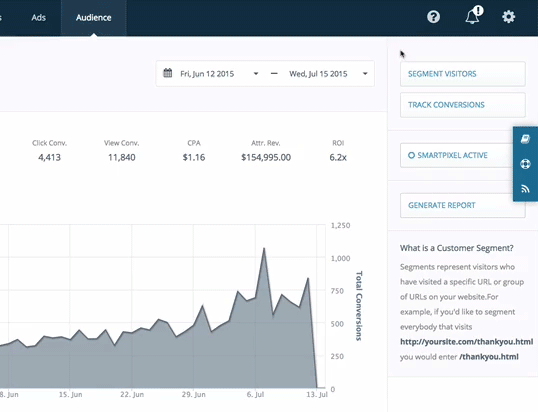 Ads Audience
Fri, Jun 12 2015 — Wed, Jul 15 2015
SEGMENT VISITORS
TRACK CONVERSIONS
Click Conv. View Conv. CPA Attr. Rev. ROI
4,413 11,840 $1.16 $154,995.00 6.2x
SMARTPIXEL ACTIVE
GENERATE REPORT
What is a Customer Segment?
Segments represent visitors who
have visited a specific URL or group
of URLs on your website.For
example, if you'd like to segment
everybody that visits
http://yoursite.com/thankyou.html
you would enter /thankyou.html
1,250
1,000
750
500
250
0
Total Conversions
8. Jun 15. Jun 22. Jun 29. Jun 6. Jul 13. Jul